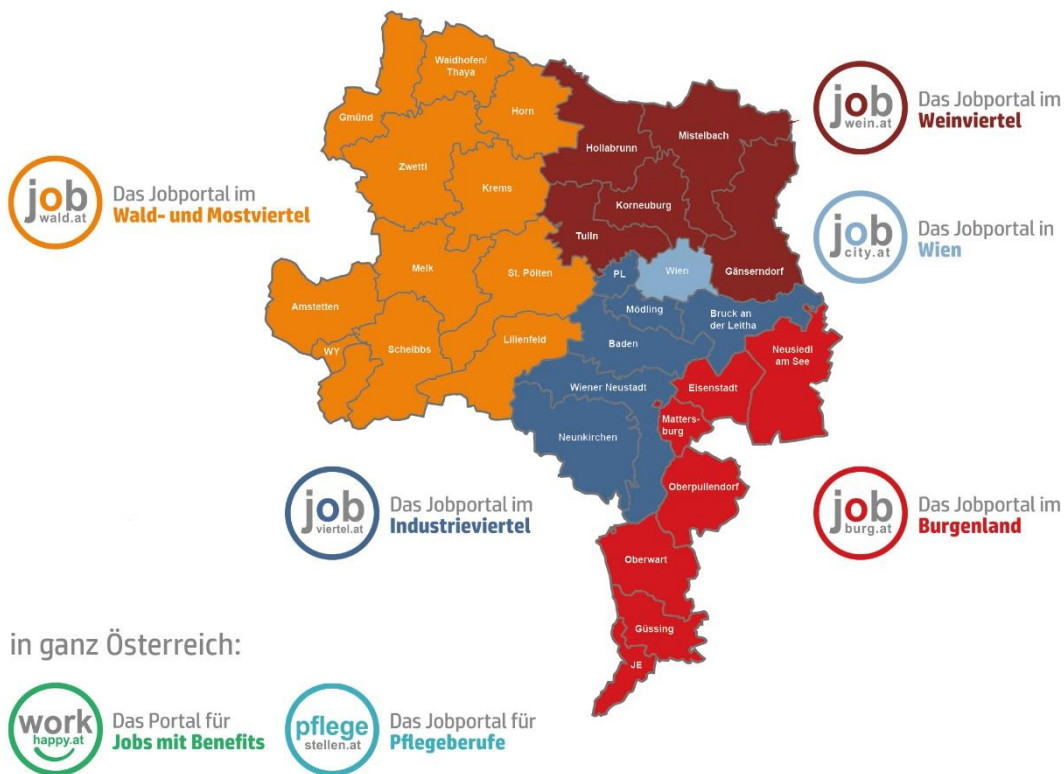 Waidhofen/
Thaya
Gmünd
Horn
Zwettl
Krems
Hollabrunn
Mistelbach
Korneuburg
Tulln
Gänserndorf
Melk
St. Pölten
PL
Wien
Amstetten
Mödling
Bruck an
der Leitha
WY
Scheibbs
Lilienfeld
Baden
Neusiedl
am See
Wiener Neustadt
Eisenstadt
Matters-
burg
Neunkirchen
Oberpullendorf
Oberwart
Güssing
JE
job
wein.at
Das Jobportal im
Weinviertel
job
wald.at
Das Jobportal im
Wald- und Mostviertel
job
city.at
Das Jobportal in
Wien
job
viertel.at
Das Jobportal im
Industrieviertel
job
burg.at
Das Jobportal im
Burgenland
in ganz Österreich:
work
happy.at
Das Portal für
Jobs mit Benefits
pflege
stellen.at
Das Jobportal für
Pflegeberufe